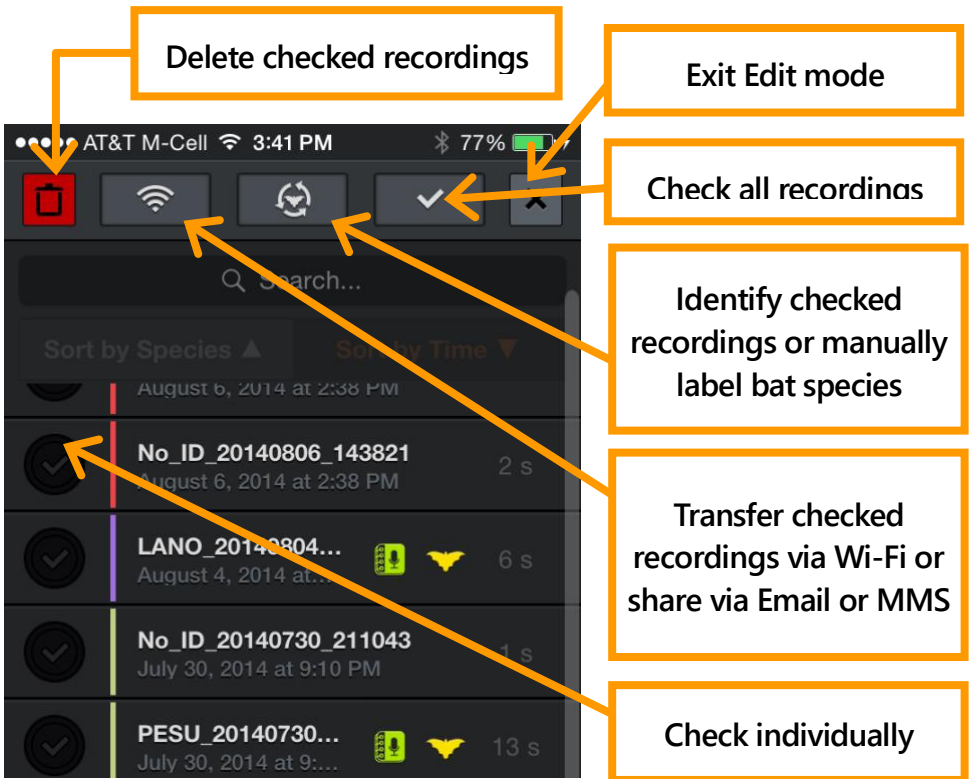 Delete checked recordings
Exit Edit mode
AT&T M-Cell 3:41 PM 77%
Check all recordings
Search...
Sort by Species ▲ Sort by Time ▼
August 6, 2014 at 2:38 PM
Identify checked
recordings or manually
label bat species
No_ID_20140806_143821
August 6, 2014 at 2:38 PM
2 s
LANO_20140804...
August 4, 2014 at...
6 s
Transfer checked
recordings via Wi-Fi or
share via Email or MMS
No_ID_20140730_211043
July 30, 2014 at 9:10 PM
1 s
PESU_20140730...
July 30, 2014 at 9:...
13 s
Check individually